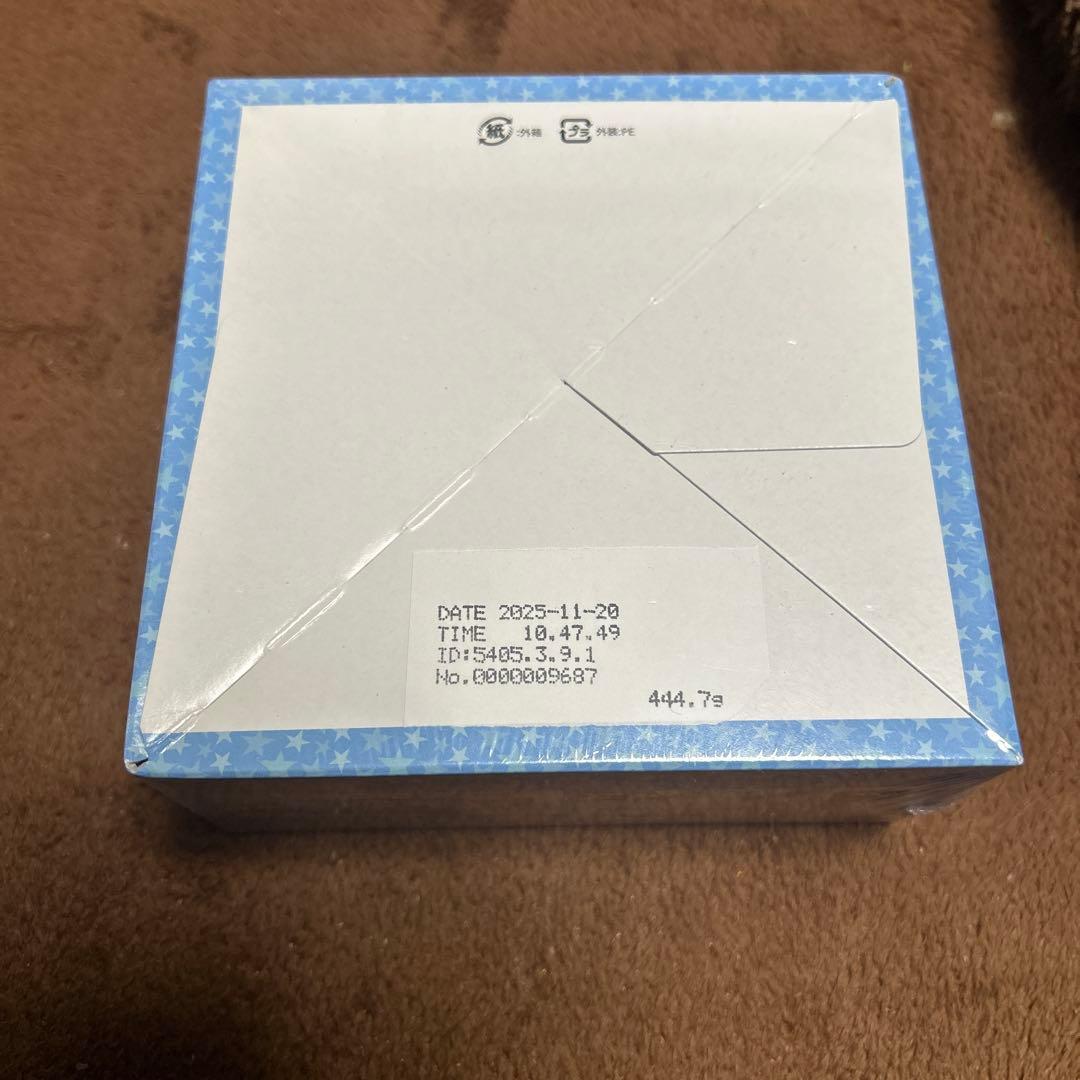 紙 :外箱 プラ 外装:PE
DATE 2025-11-20
TIME 10.47.49
ID:5405.3.9.1
No.0000009687
444.7g